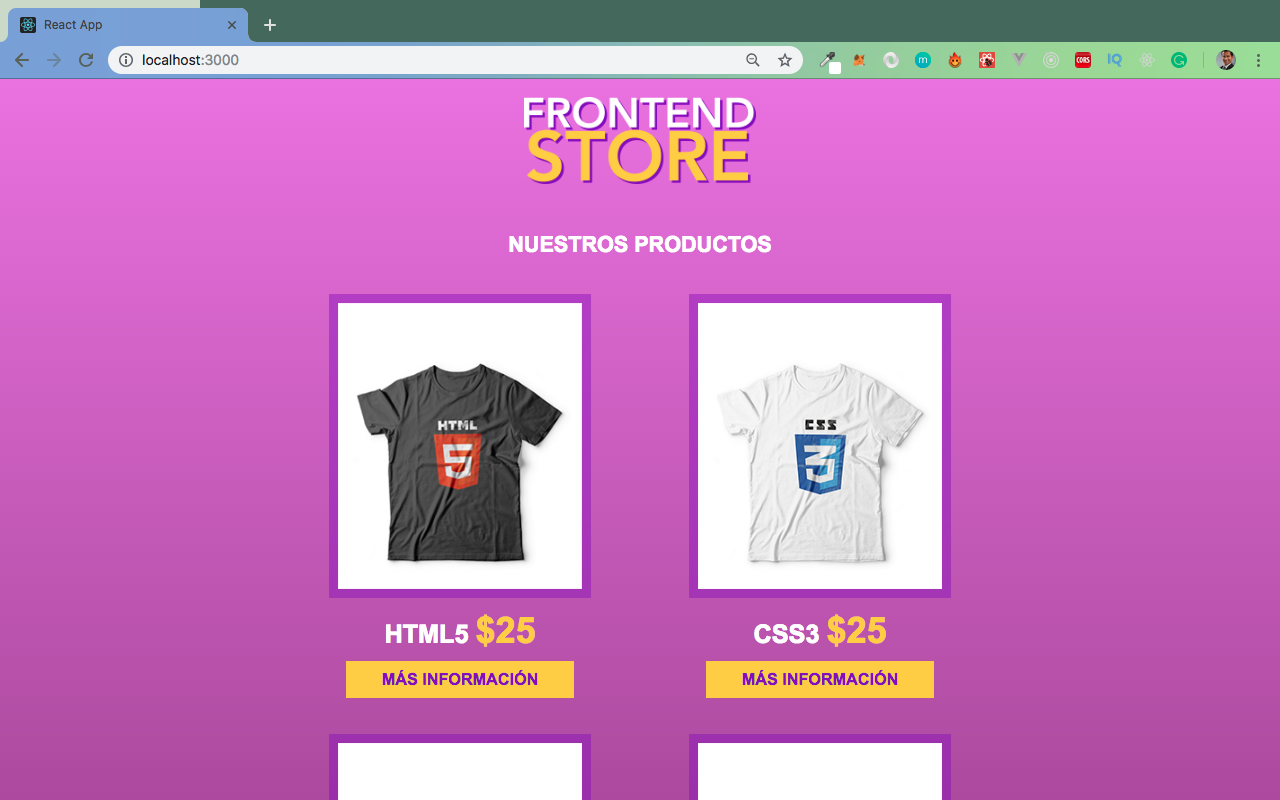 React App
localhost:3000
m
CORS
IQ
G
FRONTEND
STORE
NUESTROS PRODUCTOS
HTML
5
CSS
3
HTML5 $25
CSS3 $25
MÁS INFORMACIÓN
MÁS INFORMACIÓN